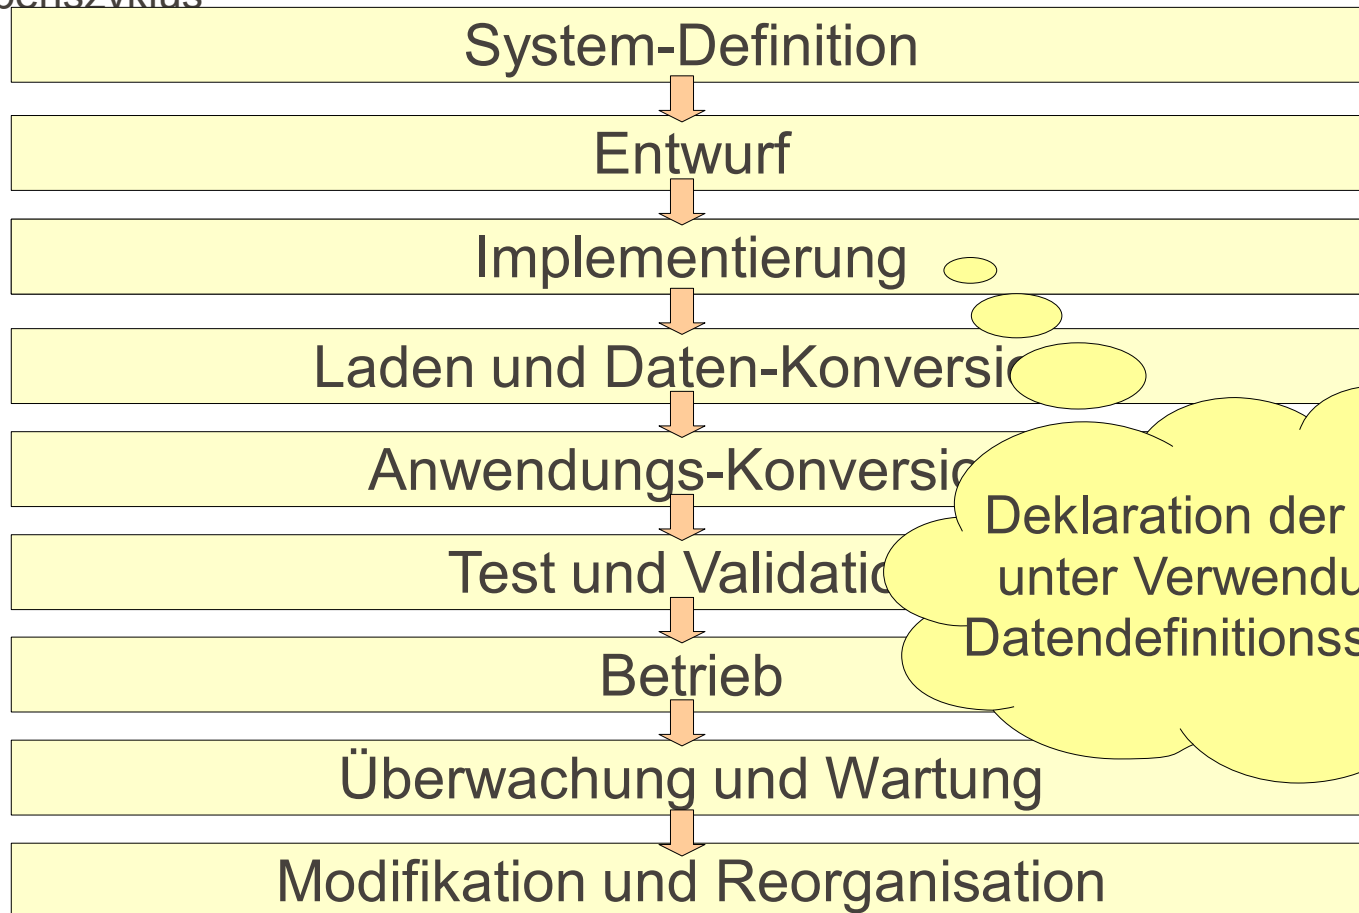 System-Definition
Entwurf
Implementierung
Laden und Daten-Konversio
Anwendungs-Konversio
Deklaration der
Test und Validatio
unter Verwendu
Datendefinitionss
Betrieb
Überwachung und Wartung
Modifikation und Reorganisation